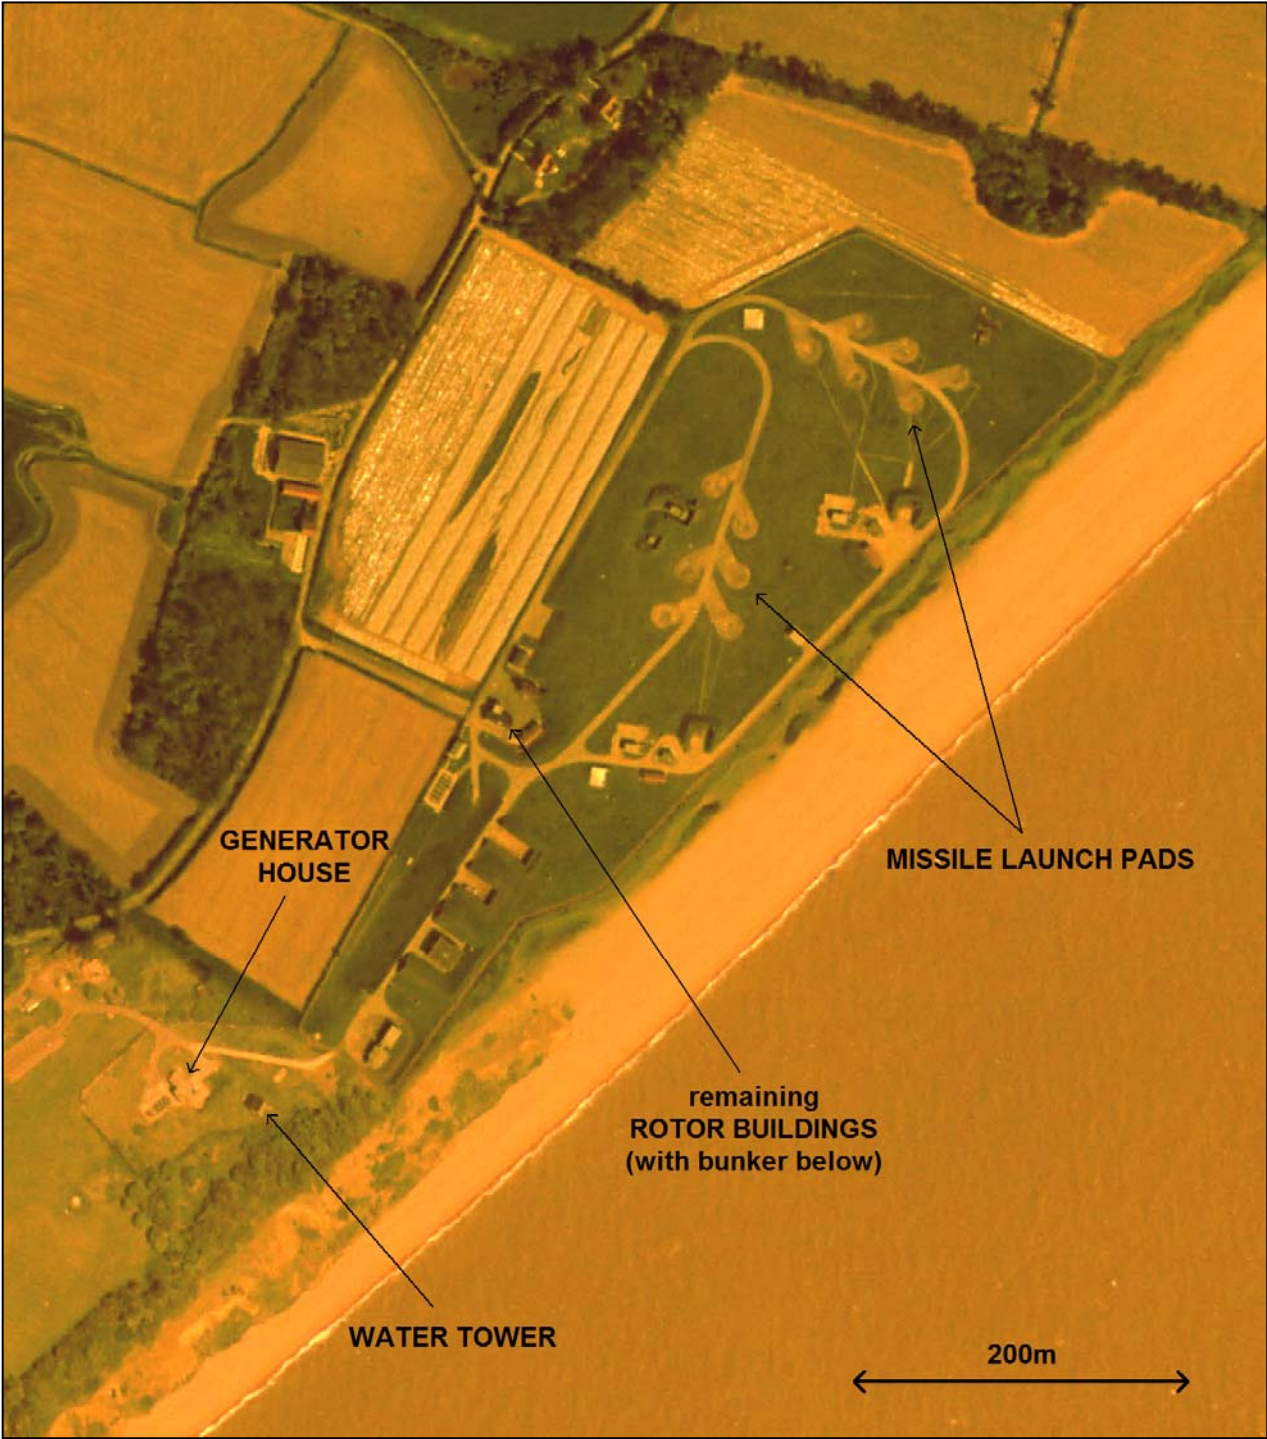 GENERATOR
HOUSE
MISSILE LAUNCH PADS
remaining
ROTOR BUILDINGS
(with bunker below)
WATER TOWER
200m